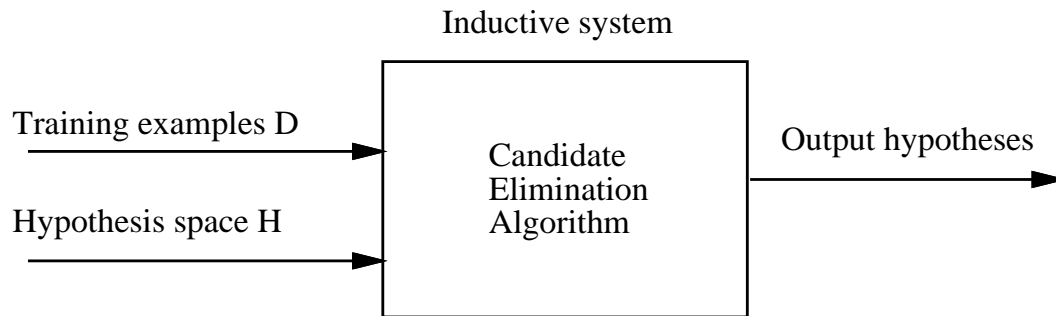 Inductive system
Training examples D
Hypothesis space H
Candidate
Elimination
Algorithm
Output hypotheses